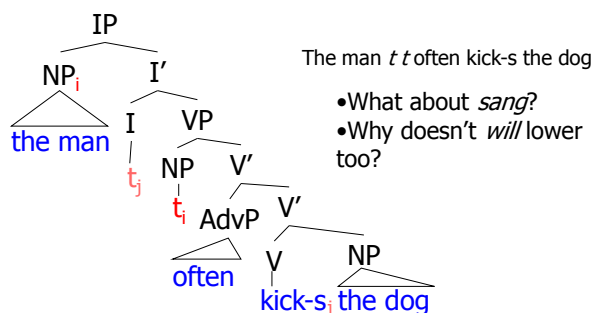 IP
The man t t often kick-s the dog
NPi I′
•What about sang?
the man I VP
•Why doesn't will lower
too?
NP V′
tj
ti AdvP V′
often V NP
kick-sj the dog